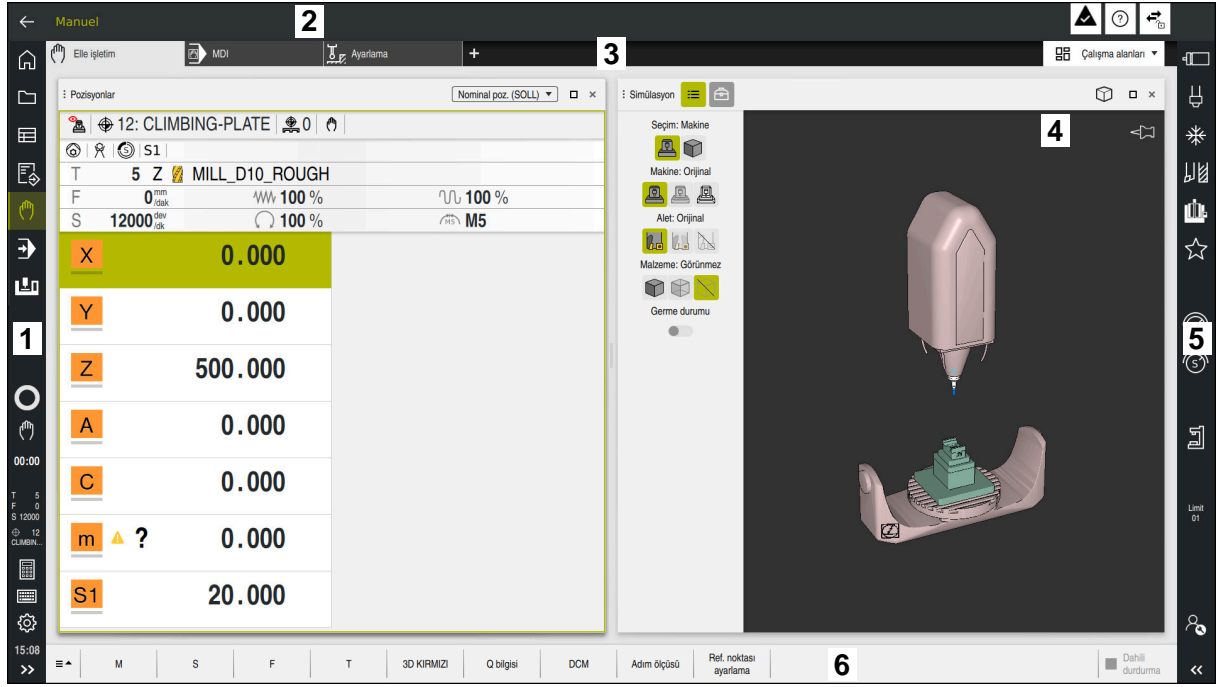 Manuel
2
Elle işletim
MDI
Ayarlama
+
3
Çalışma alanları
Pozisyonlar
Nominal poz. (SOLL)
12: CLIMBING-PLATE
0
S1
T 5 Z MILL_D10_ROUGH
F 0 mm/dak 100 % 100 %
S 12000 dev/dk 100 % M5 M5
X 0.000
Y 0.000
Z 500.000
A 0.000
C 0.000
m ? 0.000
S1 20.000
Simülasyon
Seçim: Makine
Makine: Orijinal
Alet: Orijinal
Malzeme: Görünmez
Germe durumu
4
1
00:00
T 5
F 0
S 12000
12
CLIMBIN...
15:08
5
S
Limit
01
M
S
F
T
3D KIRMIZI
Q bilgisi
DCM
Adım ölçüsü
Ref. noktası
ayarlama
6
Dahili
durdurma